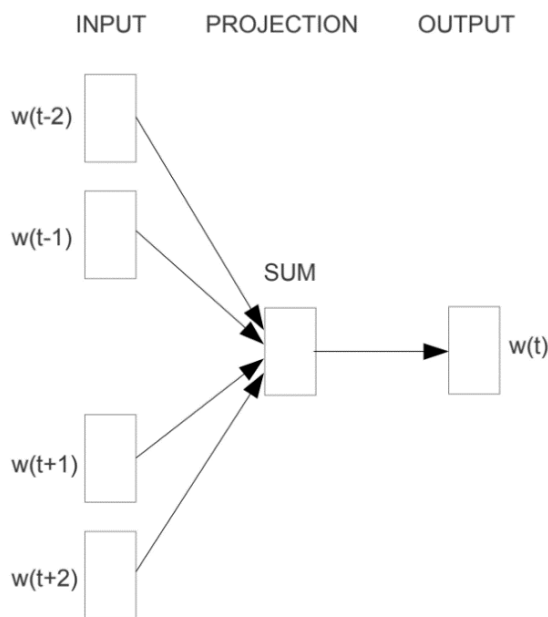 INPUT PROJECTION OUTPUT
w(t-2)
w(t-1)
SUM
w(t)
w(t+1)
w(t+2)